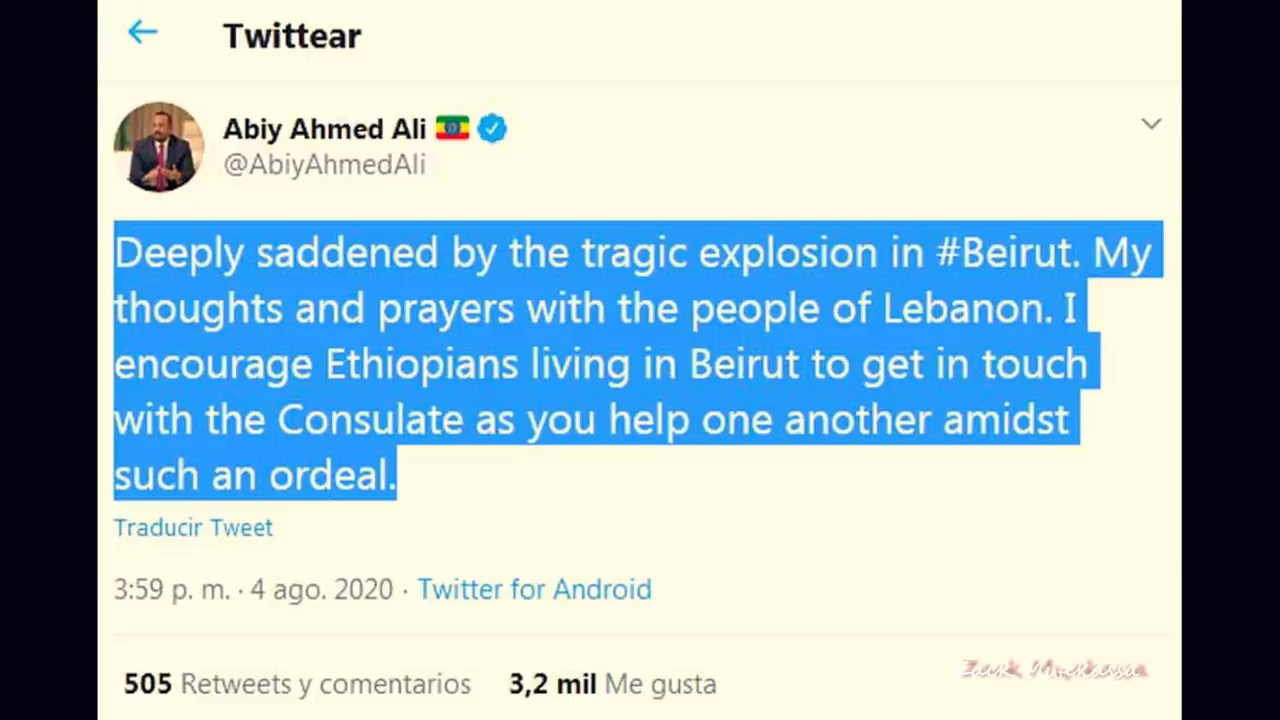 Twittear
Abiy Ahmed Ali
@AbiyAhmedAli
Deeply saddened by the tragic explosion in #Beirut. My
thoughts and prayers with the people of Lebanon. I
encourage Ethiopians living in Beirut to get in touch
with the Consulate as you help one another amidst
such an ordeal.
Traducir Tweet
3:59 p. m. · 4 ago. 2020 · Twitter for Android
505 Retweets y comentarios 3,2 mil Me gusta